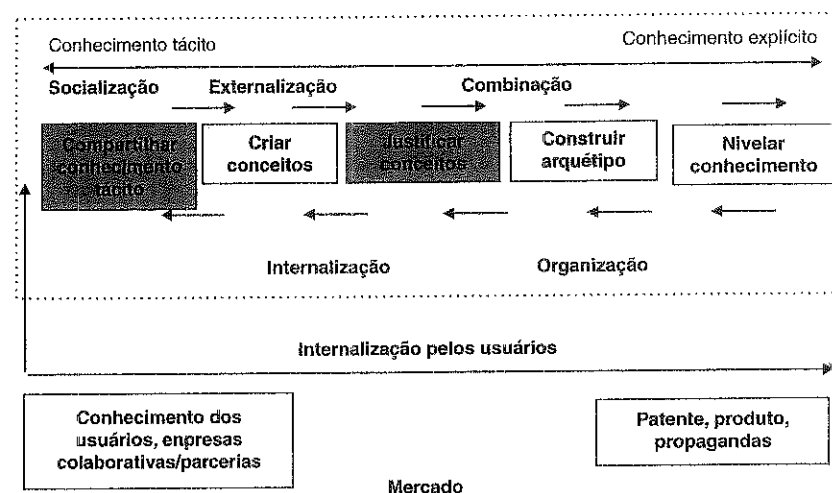 Conhecimento tácito
Conhecimento explícito
Socialização
Externalização
Combinação
Compartilhar
conhecimento
tácito
Criar
conceitos
Justificar
conceitos
Construir
arquétipo
Nivelar
conhecimento
Internalização
Organização
Internalização pelos usuários
Conhecimento dos
usuários, enpresas
colaborativas/parcerias
Patente, produto,
propagandas
Mercado